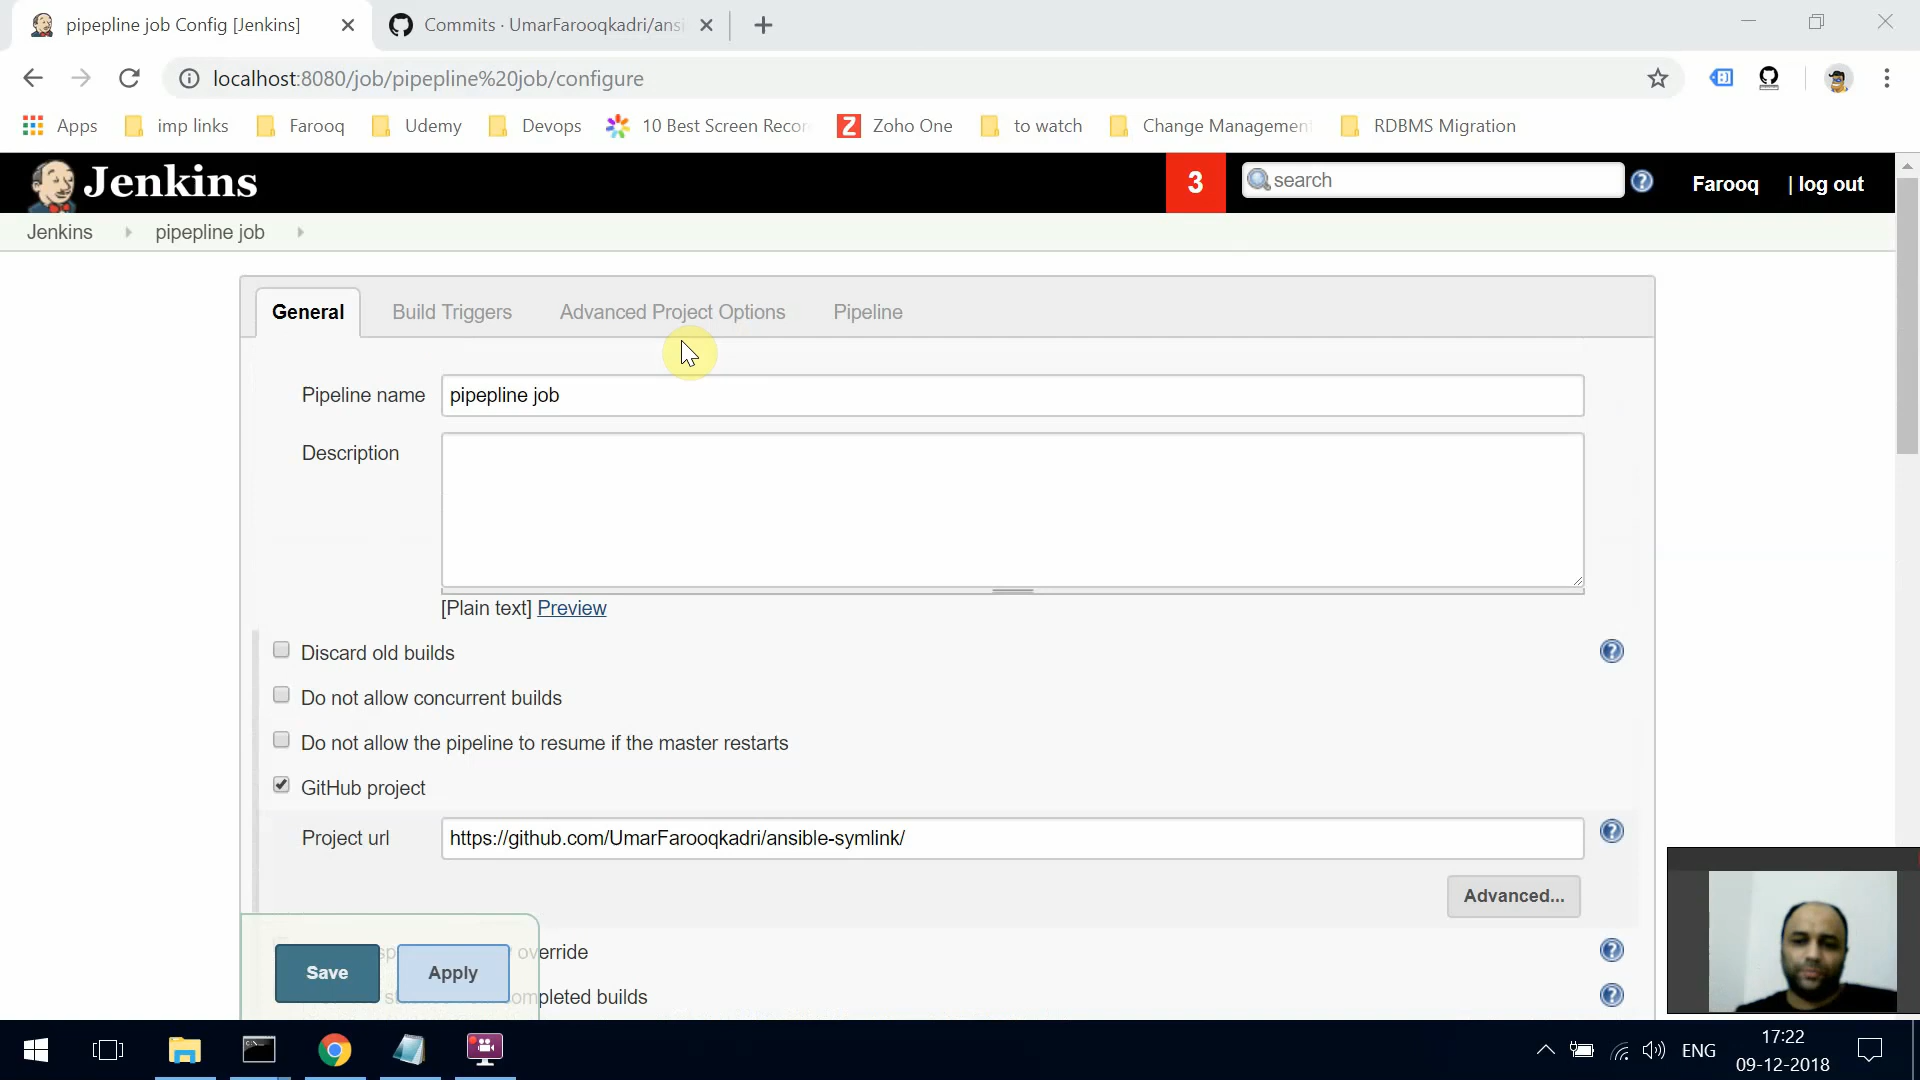 pipepline job Config [Jenkins]
Commits · UmarFarooqkadri/ansi
localhost:8080/job/pipepline%20job/configure
Apps
imp links
Farooq
Udemy
Devops
10 Best Screen Recor
Zoho One
to watch
Change Management
RDBMS Migration
Jenkins
3
search
Farooq
| log out
Jenkins
pipepline job
General
Build Triggers
Advanced Project Options
Pipeline
Pipeline name
pipepline job
Description
[Plain text] Preview
Discard old builds
Do not allow concurrent builds
Do not allow the pipeline to resume if the master restarts
GitHub project
Project url
https://github.com/UmarFarooqkadri/ansible-symlink/
Advanced...
override
Save
Apply
completed builds
ENG
17:22
09-12-2018